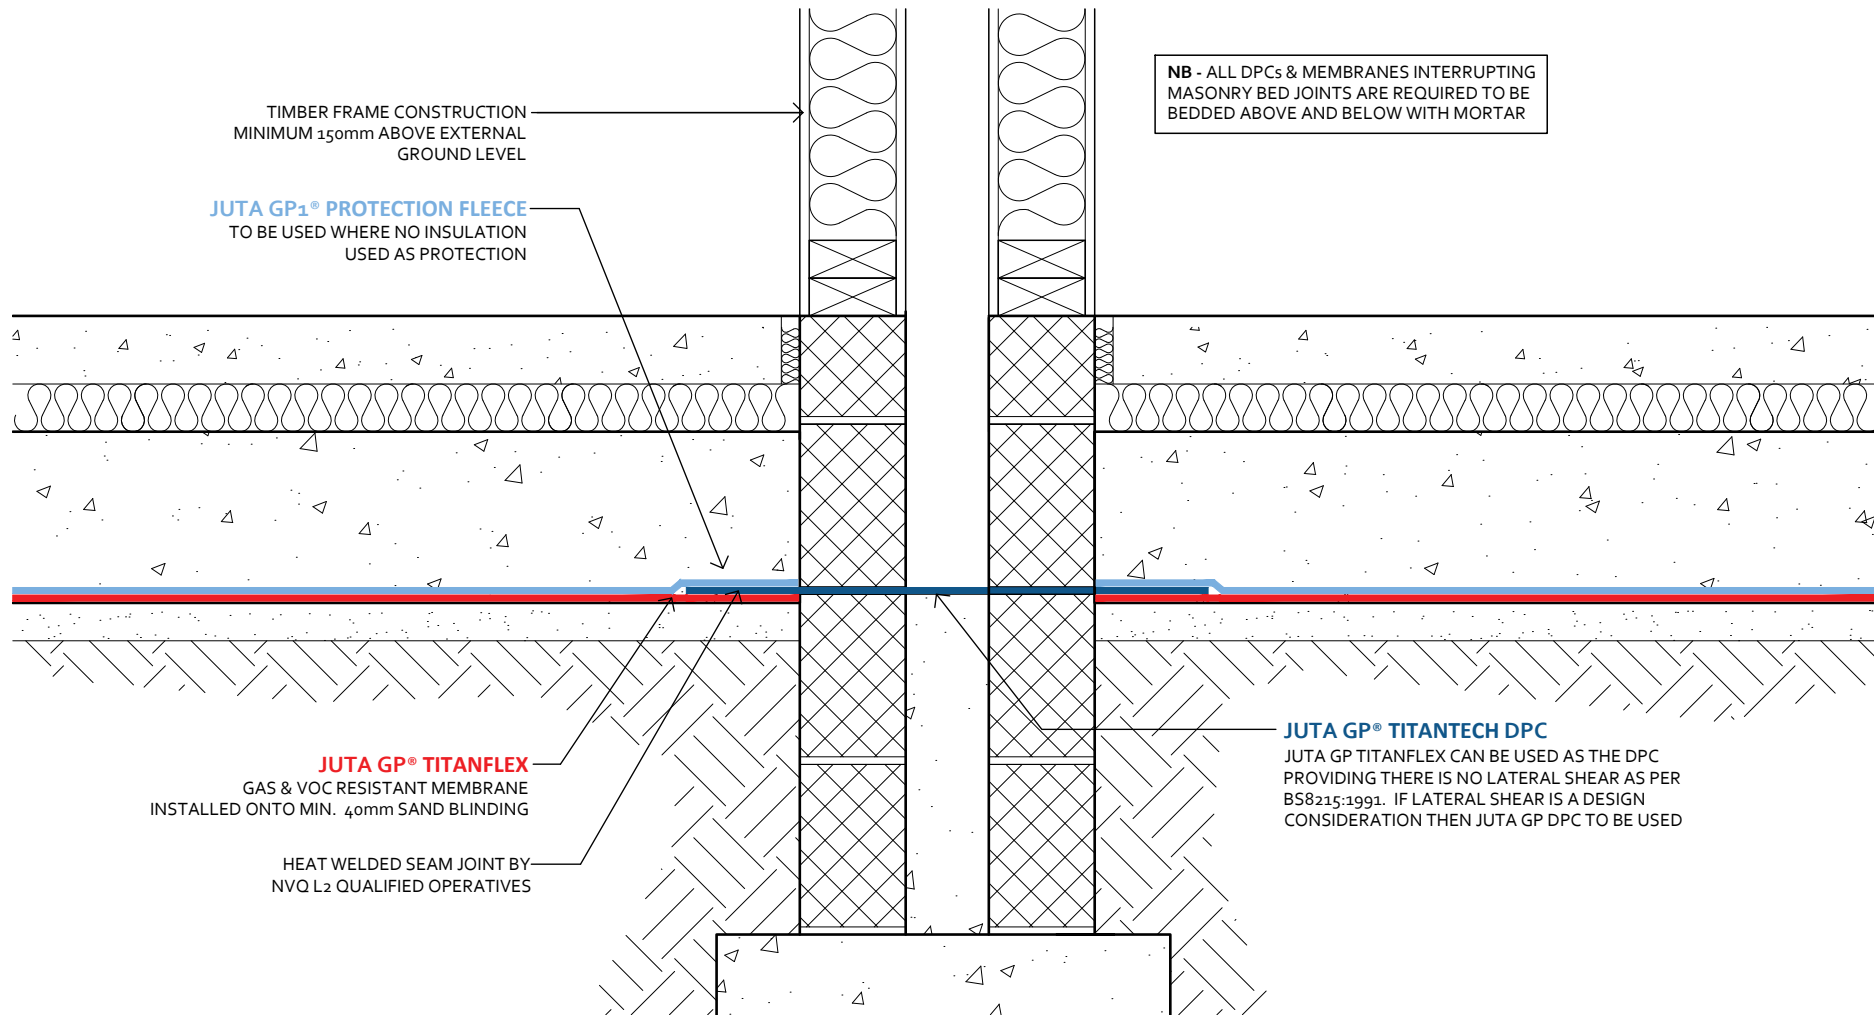 NB - ALL DPCs & MEMBRANES INTERRUPTING
MASONRY BED JOINTS ARE REQUIRED TO BE
BEDDED ABOVE AND BELOW WITH MORTAR
TIMBER FRAME CONSTRUCTION
MINIMUM 150mm ABOVE EXTERNAL
GROUND LEVEL
JUTA GP1® PROTECTION FLEECE
TO BE USED WHERE NO INSULATION
USED AS PROTECTION
JUTA GP® TITANFLEX
GAS & VOC RESISTANT MEMBRANE
INSTALLED ONTO MIN. 40mm SAND BLINDING
HEAT WELDED SEAM JOINT BY
NVQ L2 QUALIFIED OPERATIVES
JUTA GP® TITANTECH DPC
JUTA GP TITANFLEX CAN BE USED AS THE DPC
PROVIDING THERE IS NO LATERAL SHEAR AS PER
BS8215:1991. IF LATERAL SHEAR IS A DESIGN
CONSIDERATION THEN JUTA GP DPC TO BE USED